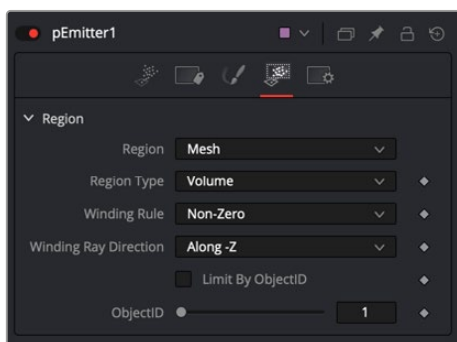 pEmitter1
Region
Region Mesh
Region Type Volume
Winding Rule Non-Zero
Winding Ray Direction Along -Z
Limit By ObjectID
ObjectID 1